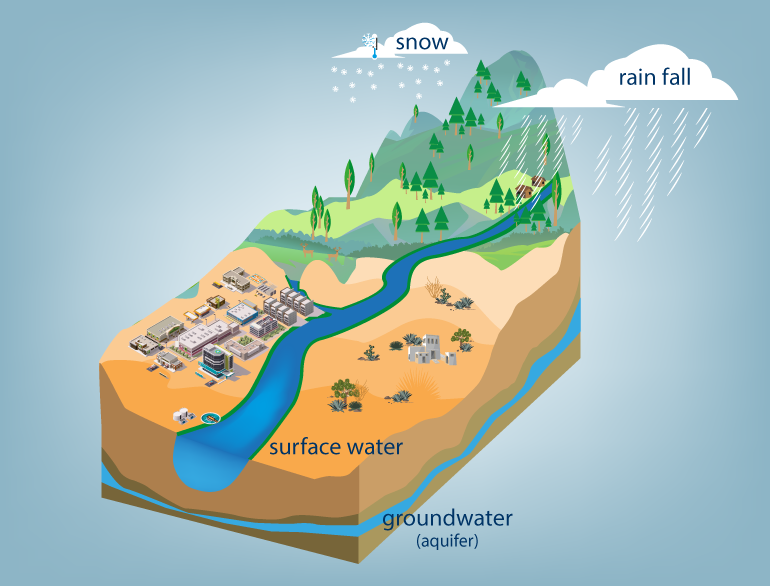 snow
rain fall
surface water
groundwater
(aquifer)